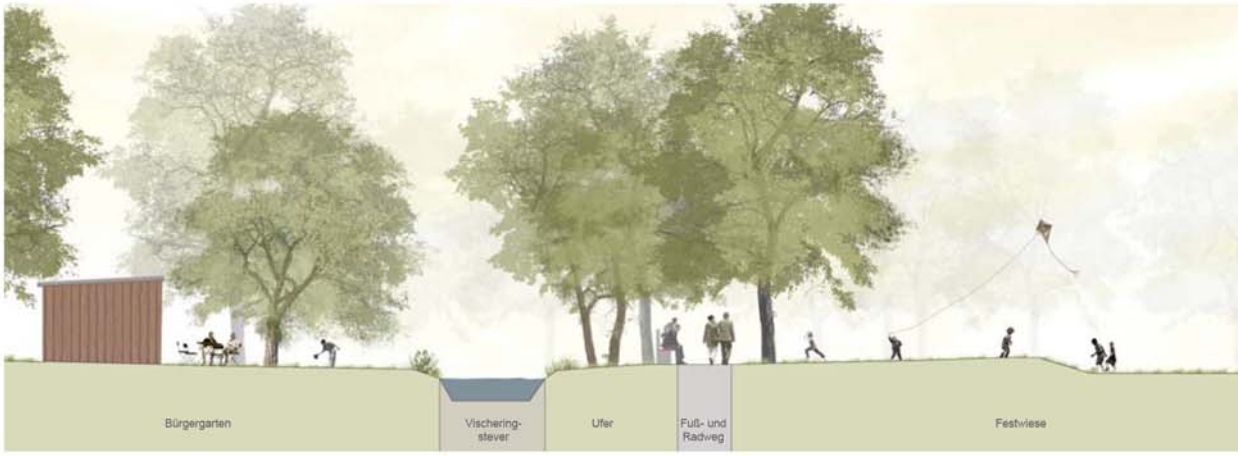 Bürgergarten
Vischering-
stever
Ufer
Fuß- und
Radweg
Festwiese